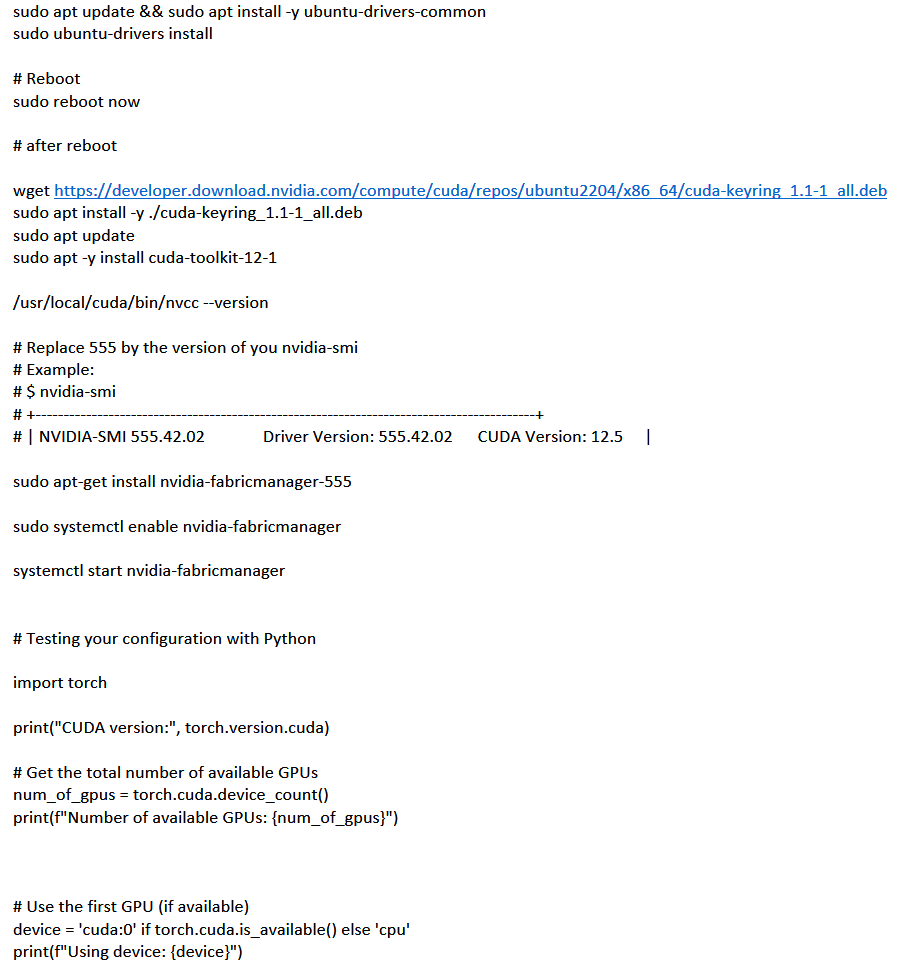 sudo apt update && sudo apt install -y ubuntu-drivers-common
sudo ubuntu-drivers install
# Reboot
sudo reboot now
# after reboot
wget https://developer.download.nvidia.com/compute/cuda/repos/ubuntu2204/x86_64/cuda-keyring_1.1-1_all.deb
sudo apt install -y ./cuda-keyring_1.1-1_all.deb
sudo apt update
sudo apt -y install cuda-toolkit-12-1
/usr/local/cuda/bin/nvcc --version
# Replace 555 by the version of you nvidia-smi
# Example:
# $ nvidia-smi
# +-----------------------------------------------------------------------------------------+
# | NVIDIA-SMI 555.42.02 Driver Version: 555.42.02 CUDA Version: 12.5 |
sudo apt-get install nvidia-fabricmanager-555
sudo systemctl enable nvidia-fabricmanager
systemctl start nvidia-fabricmanager
# Testing your configuration with Python
import torch
print("CUDA version:", torch.version.cuda)
# Get the total number of available GPUs
num_of_gpus = torch.cuda.device_count()
print(f"Number of available GPUs: {num_of_gpus}")
# Use the first GPU (if available)
device = 'cuda:0' if torch.cuda.is_available() else 'cpu'
print(f"Using device: {device}")